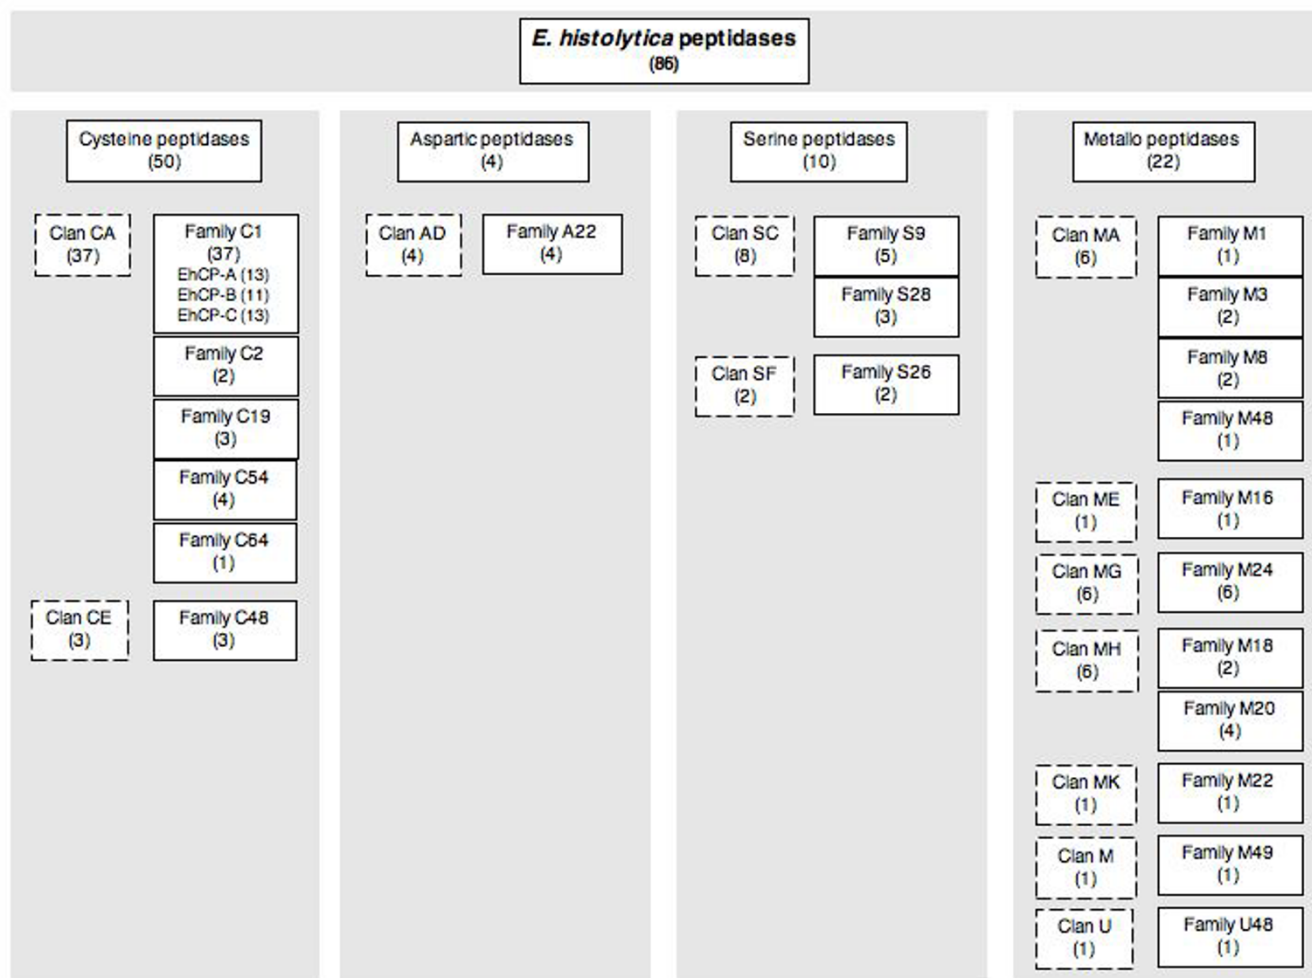 E. histolytica peptidases
(86)
Cysteine peptidases
(50)
Clan CA
(37)
Family C1
(37)
EhCP-A (13)
EhCP-B (11)
EhCP-C (13)
Family C2
(2)
Family C19
(3)
Family C54
(4)
Family C64
(1)
Clan CE
(3)
Family C48
(3)
Aspartic peptidases
(4)
Clan AD
(4)
Family A22
(4)
Serine peptidases
(10)
Clan SC
(8)
Family S9
(5)
Family S28
(3)
Clan SF
(2)
Family S26
(2)
Metallo peptidases
(22)
Clan MA
(6)
Family M1
(1)
Family M3
(2)
Family M8
(2)
Family M48
(1)
Clan ME
(1)
Family M16
(1)
Clan MG
(6)
Family M24
(6)
Clan MH
(6)
Family M18
(2)
Family M20
(4)
Clan MK
(1)
Family M22
(1)
Clan M
(1)
Family M49
(1)
Clan U
(1)
Family U48
(1)